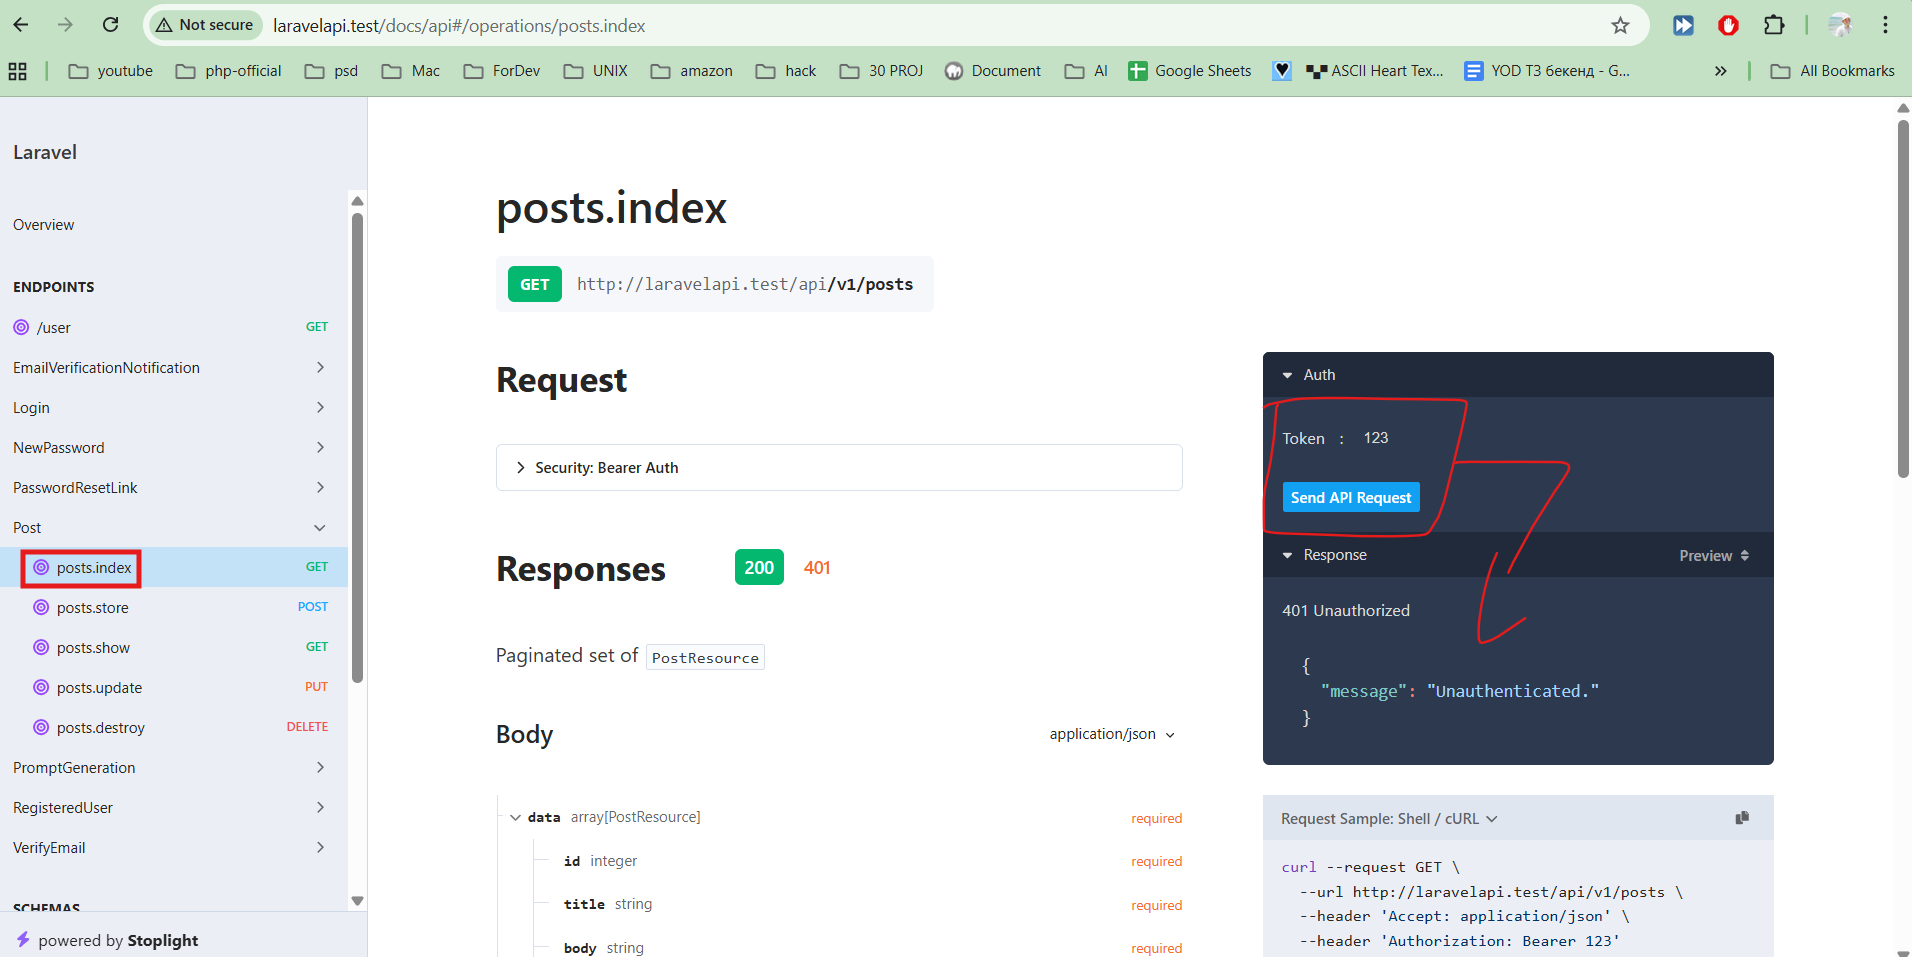 Not secure
laravelapi.test/docs/api#/operations/posts.index
youtube
php-official
psd
Mac
ForDev
UNIX
amazon
hack
30 PROJ
Document
AI
Google Sheets
ASCII Heart Tex...
YOD ТЗ бекенд - G...
»
All Bookmarks
Laravel
Overview
ENDPOINTS
/user GET
EmailVerificationNotification
Login
NewPassword
PasswordResetLink
Post
posts.index GET
posts.store POST
posts.show GET
posts.update PUT
posts.destroy DELETE
PromptGeneration
RegisteredUser
VerifyEmail
SCHEMAS
powered by Stoplight
posts.index
GET http://laravelapi.test/api/v1/posts
Request
Security: Bearer Auth
Responses 200 401
Paginated set of PostResource
Body application/json
data array[PostResource] required
id integer required
title string required
body string required
Auth
Token : 123
Send API Request
Response Preview
401 Unauthorized
{
"message": "Unauthenticated."
}
Request Sample: Shell / cURL
curl --request GET \
--url http://laravelapi.test/api/v1/posts \
--header 'Accept: application/json' \
--header 'Authorization: Bearer 123'